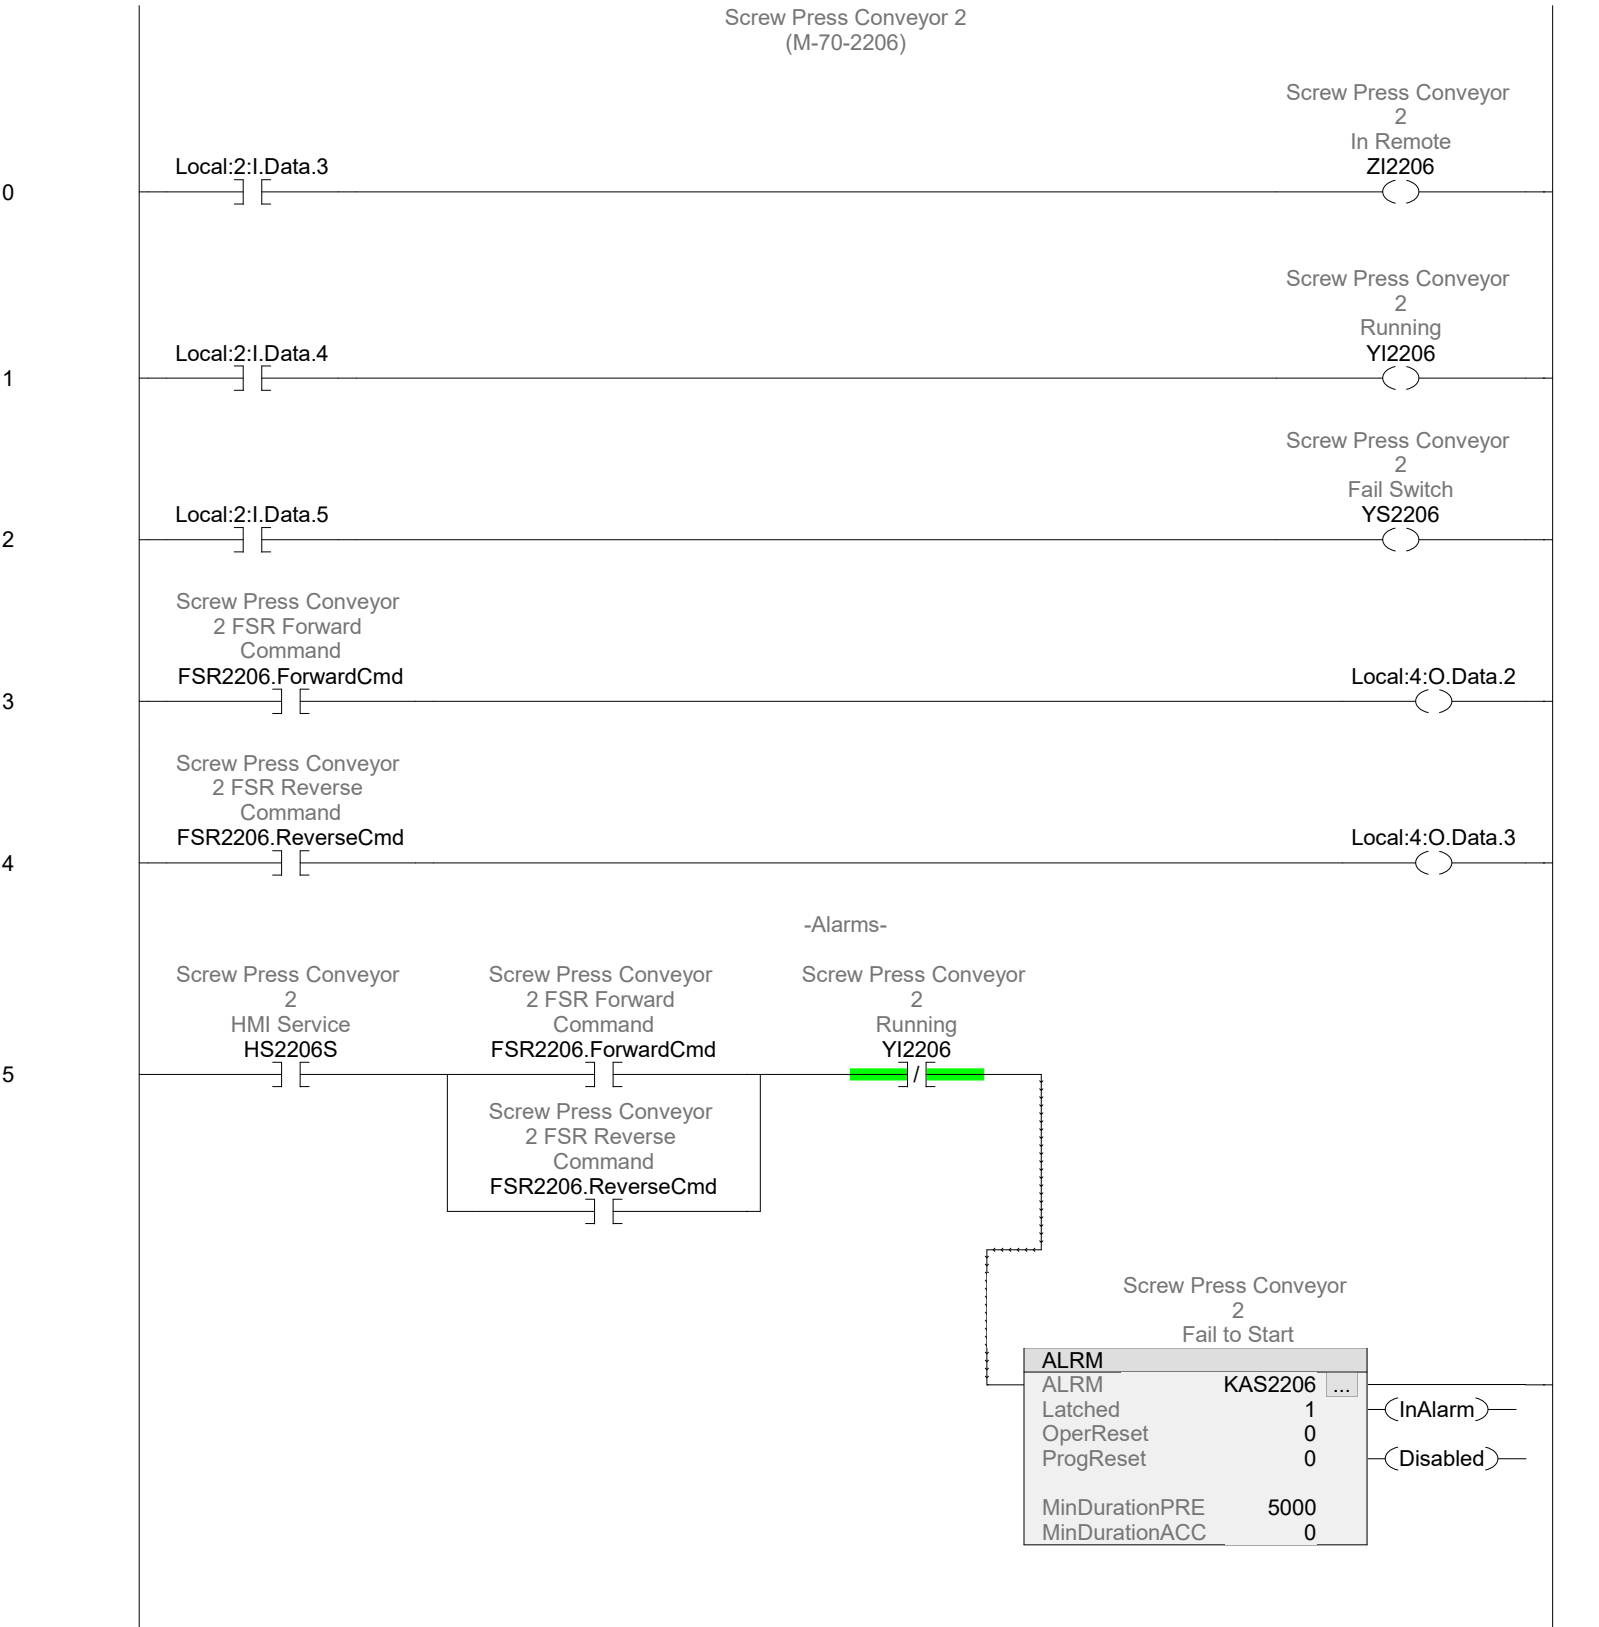 Screw Press Conveyor 2
(M-70-2206)
Screw Press Conveyor
2
In Remote
ZI2206
Local:2:I.Data.3
0
Screw Press Conveyor
2
Running
YI2206
Local:2:I.Data.4
1
Screw Press Conveyor
2
Fail Switch
YS2206
Local:2:I.Data.5
2
Screw Press Conveyor
2 FSR Forward
Command
FSR2206.ForwardCmd
Local:4:O.Data.2
3
Screw Press Conveyor
2 FSR Reverse
Command
FSR2206.ReverseCmd
Local:4:O.Data.3
4
-Alarms-
Screw Press Conveyor
2
HMI Service
HS2206S
Screw Press Conveyor
2 FSR Forward
Command
FSR2206.ForwardCmd
Screw Press Conveyor
2
Running
YI2206
/
5
Screw Press Conveyor
2 FSR Reverse
Command
FSR2206.ReverseCmd
Screw Press Conveyor
2
Fail to Start
ALRM
ALRM KAS2206 ...
Latched 1
InAlarm
OperReset 0
ProgReset 0
Disabled
MinDurationPRE 5000
MinDurationACC 0